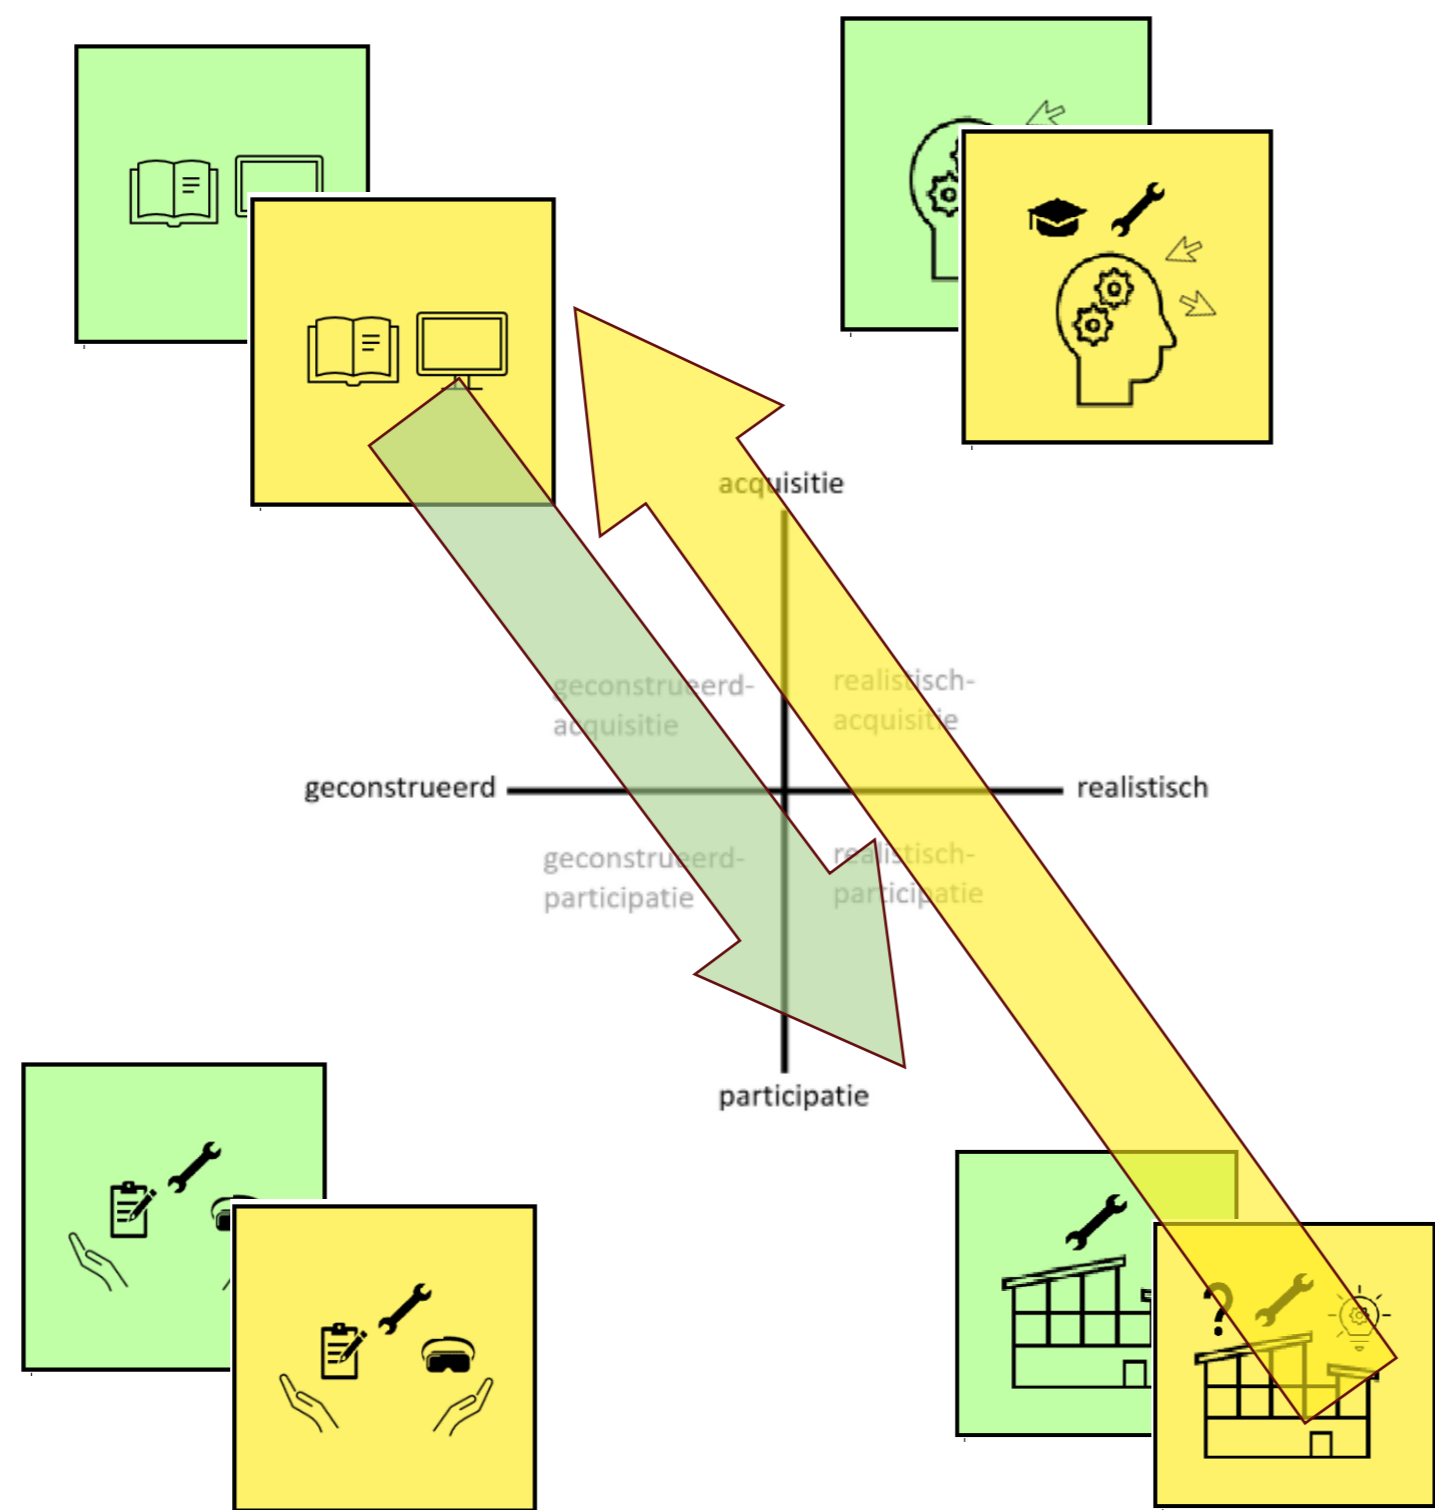 acquisitie
geconstrueerd-
acquisitie
realistisch-
acquisitie
geconstrueerd
realistisch
geconstrueerd-
participatie
realistisch-
participatie
participatie
?